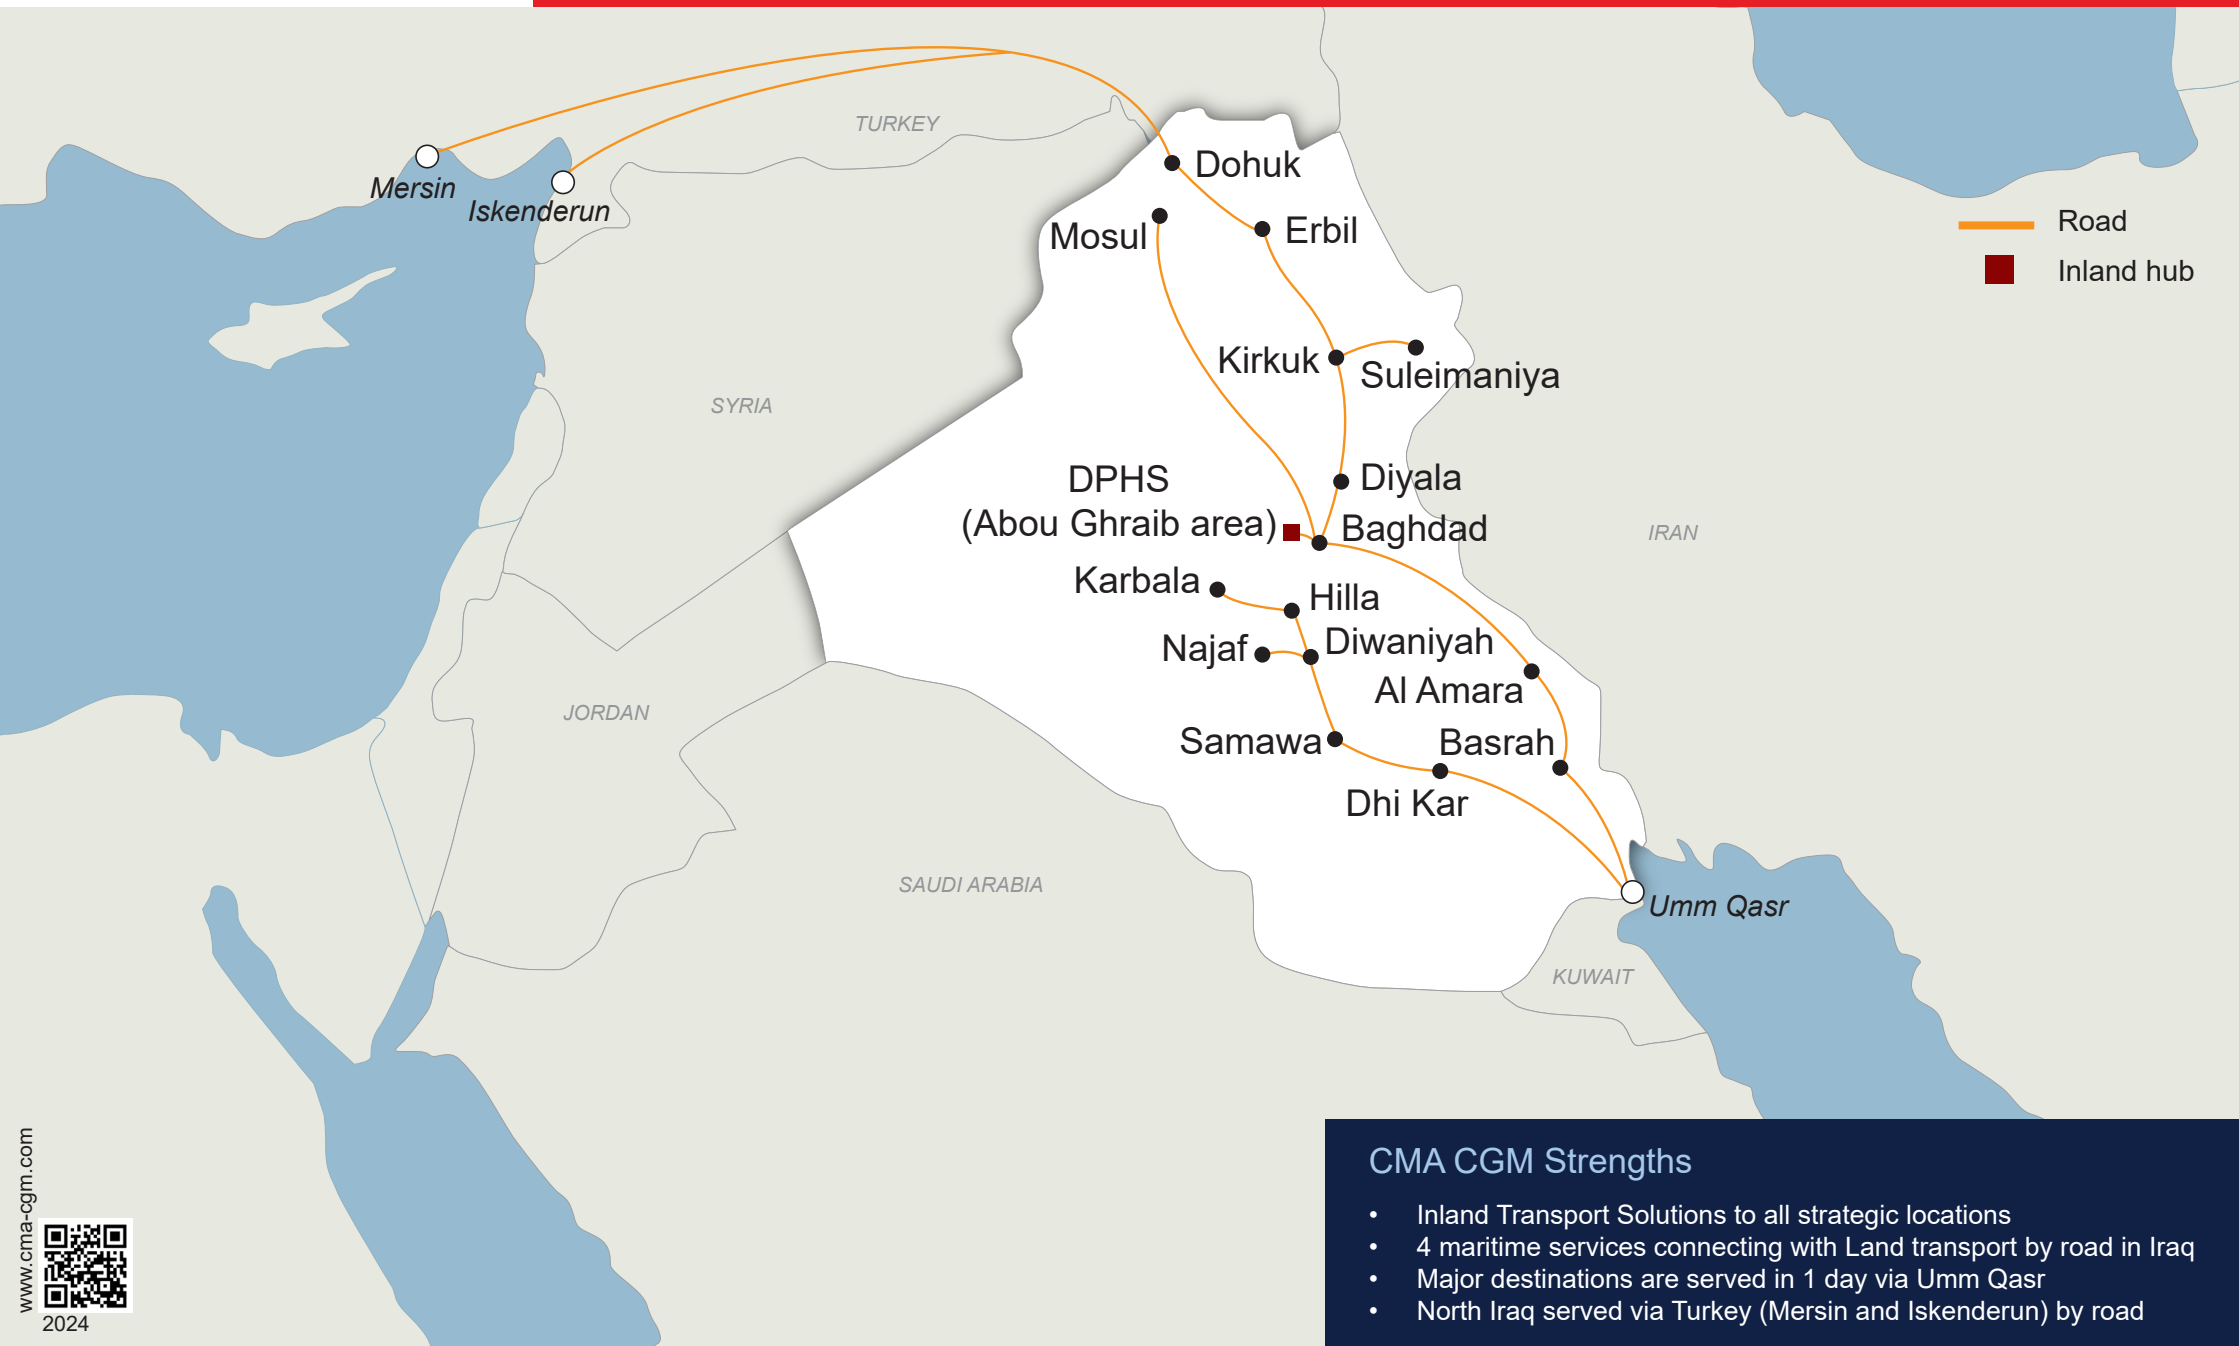 TURKEY
Mersin
Iskenderun
Dohuk
Mosul
Erbil
Road
Inland hub
Kirkuk
Suleimaniya
SYRIA
DPHS
(Abou Ghraib area)
Diyala
Baghdad
IRAN
Karbala
Hilla
Najaf
Diwaniyah
Al Amara
JORDAN
Samawa
Basrah
Dhi Kar
SAUDI ARABIA
Umm Qasr
KUWAIT
CMA CGM Strengths
• Inland Transport Solutions to all strategic locations
• 4 maritime services connecting with Land transport by road in Iraq
• Major destinations are served in 1 day via Umm Qasr
• North Iraq served via Turkey (Mersin and Iskenderun) by road
www.cma-cgm.com
2024